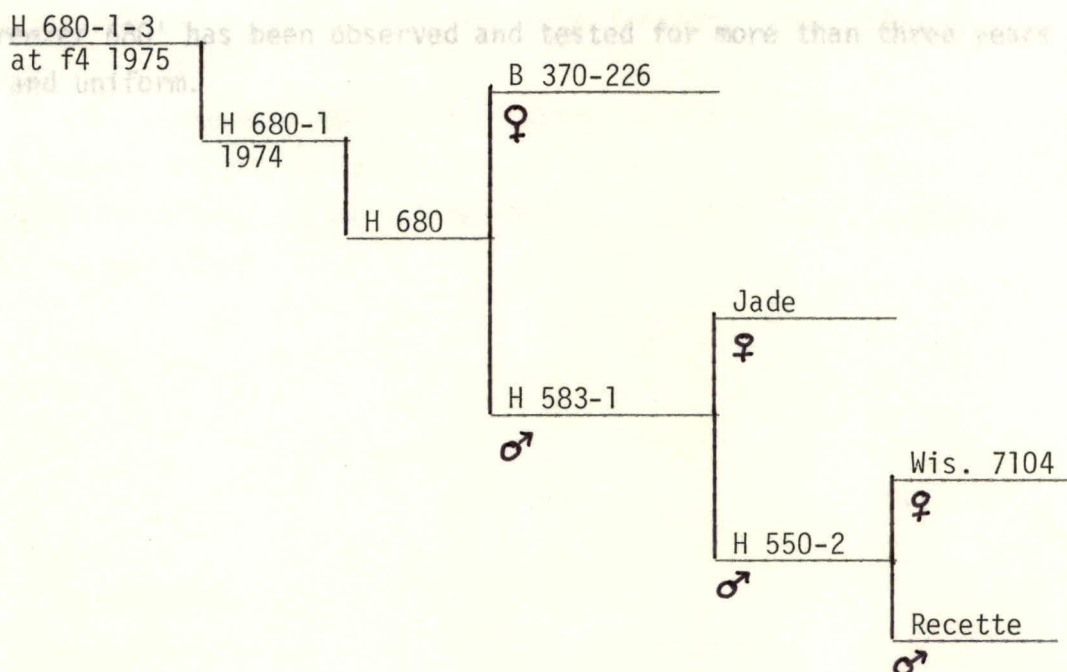 H 680-1-3
has been observed and tested for more than three years
at f4 1975
and uniform.
B 370-226
♀
H 680-1
1974
H 680
Jade
♀
H 583-1
♂
Wis. 7104
♀
H 550-2
♂
Recette
♂